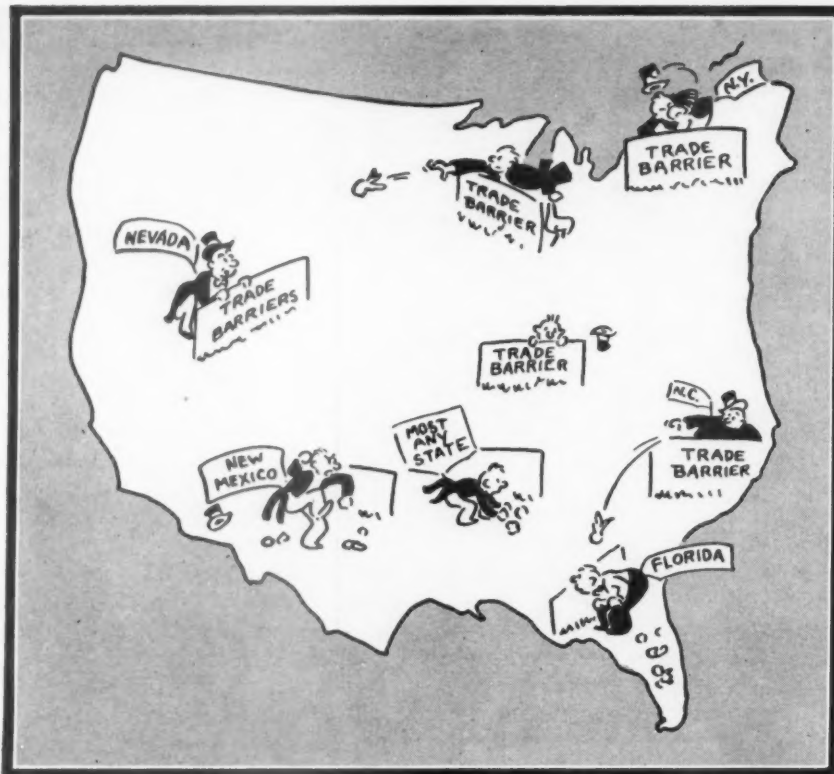 N.Y.
TRADE
BARRIER
TRADE
BARRIER
NEVADA
TRADE
BARRIERS
TRADE
BARRIER
N.C.
TRADE
BARRIER
MOST
ANY
STATE
NEW
MEXICO
FLORIDA